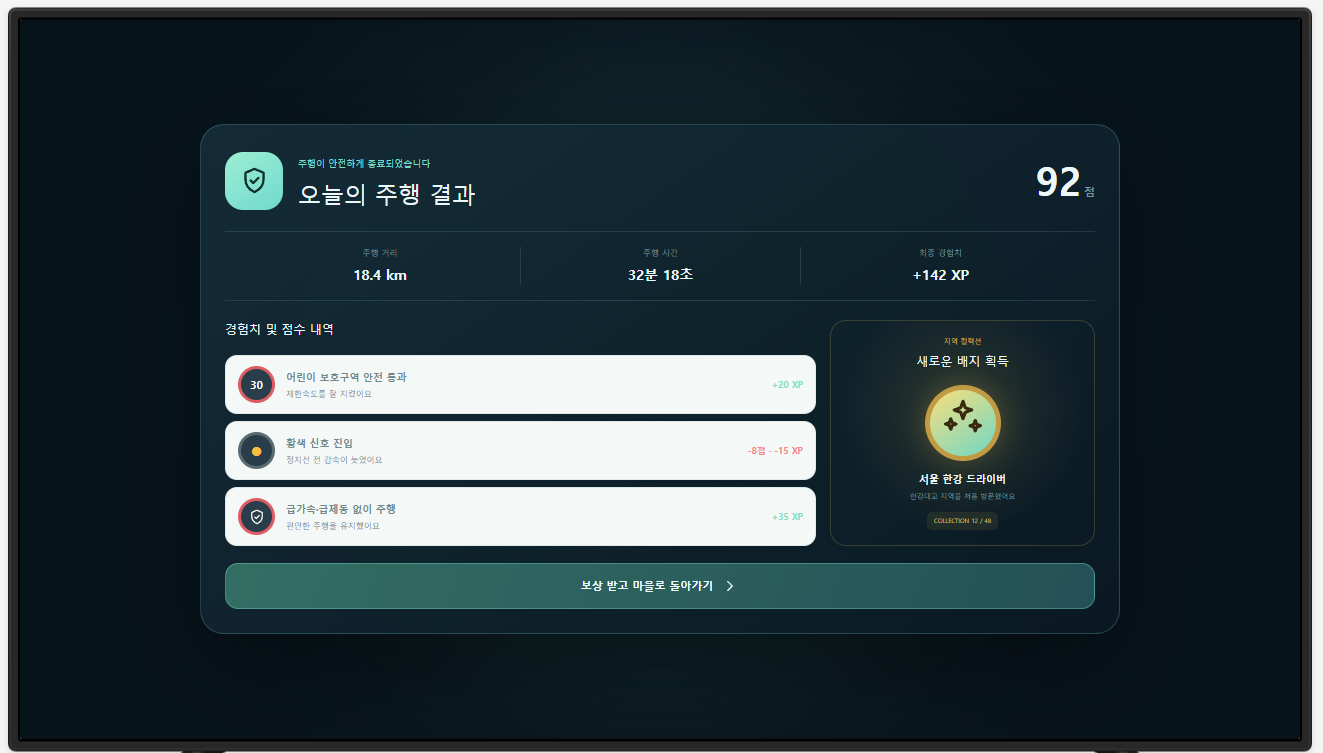 주행이 안전하게 종료되었습니다
오늘의 주행 결과
92점
주행 거리
18.4 km
주행 시간
32분 18초
최종 경험치
+142 XP
경험치 및 점수 내역
30
어린이 보호구역 안전 통과
제한속도를 잘 지켰어요
+20 XP
황색 신호 진입
정지선 전 감속이 늦었어요
-8점 · -15 XP
급가속·급제동 없이 주행
편안한 주행을 유지했어요
+35 XP
지역 컬렉션
새로운 배지 획득
서울 한강 드라이버
한강대교 지역을 처음 방문했어요
COLLECTION 12 / 48
보상 받고 마을로 돌아가기